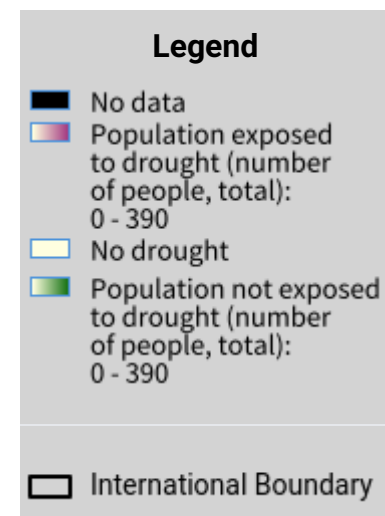 Legend
No data
Population exposed
to drought (number
of people, total):
0 - 390
No drought
Population not exposed
to drought (number
of people, total):
0 - 390
International Boundary